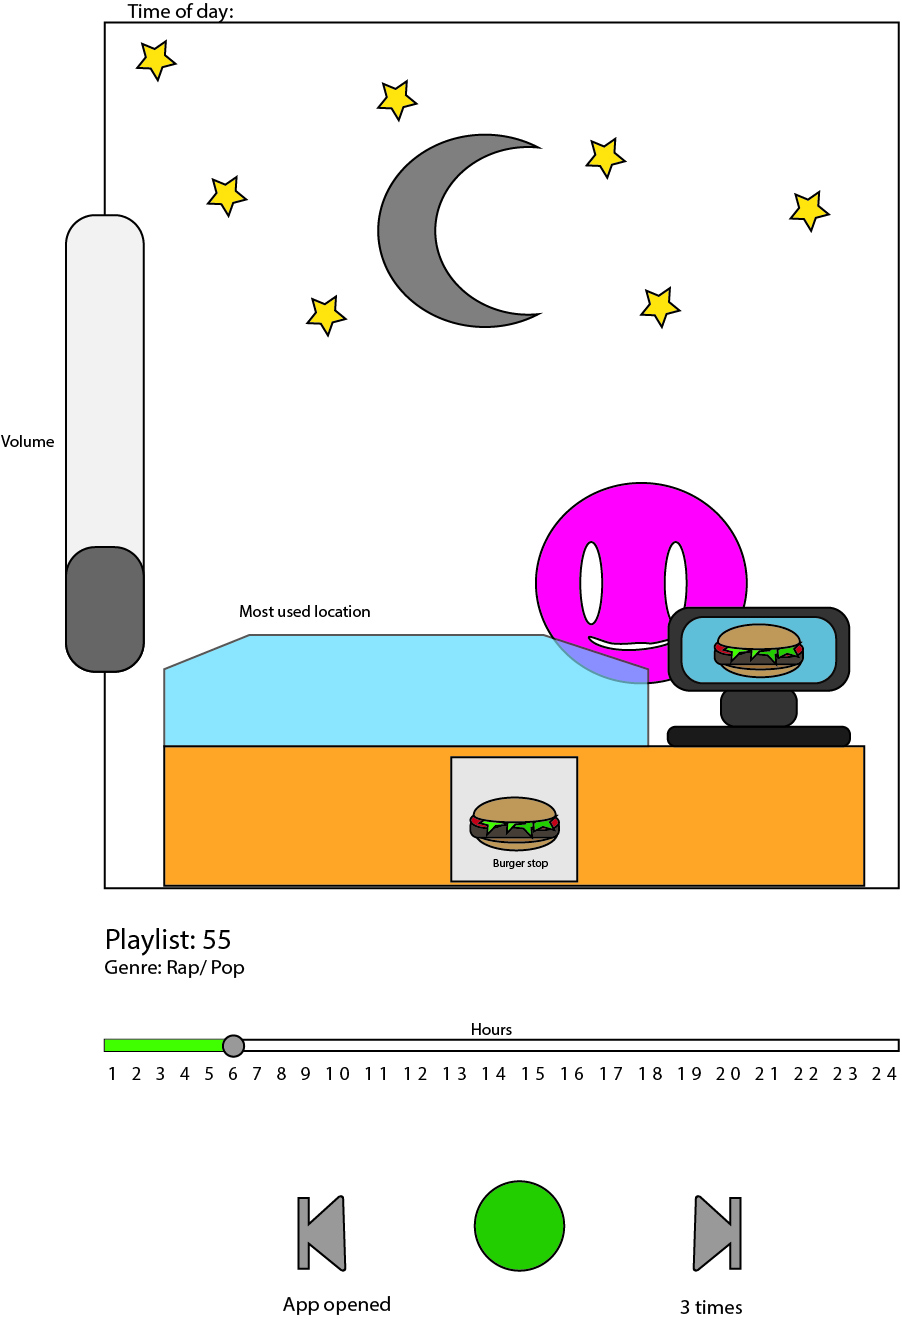 Time of day:
Volume
Most used location
Burger stop
Playlist: 55
Genre: Rap/ Pop
Hours
1 2 3 4 5 6 7 8 9 10 11 12 13 14 15 16 17 18 19 20 21 22 23 24
App opened
3 times